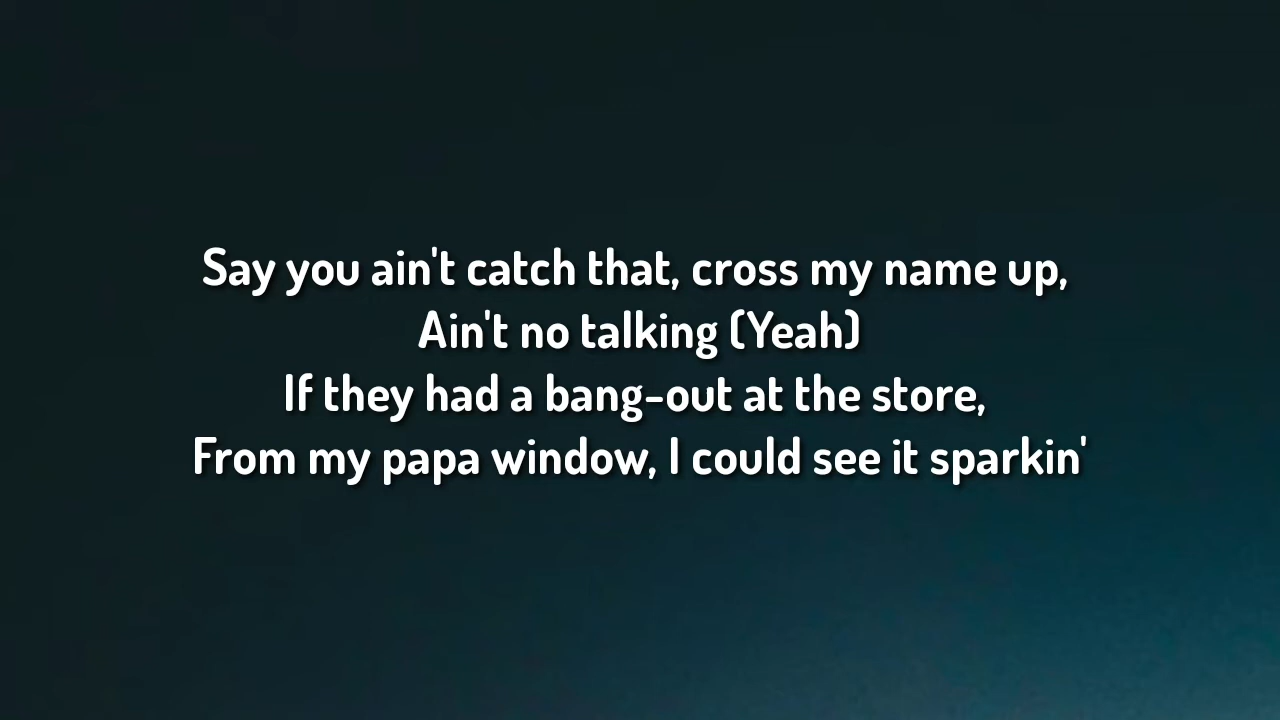 Say you ain't catch that, cross my name up,
Ain't no talking (Yeah)
If they had a bang-out at the store,
From my papa window, I could see it sparkin'